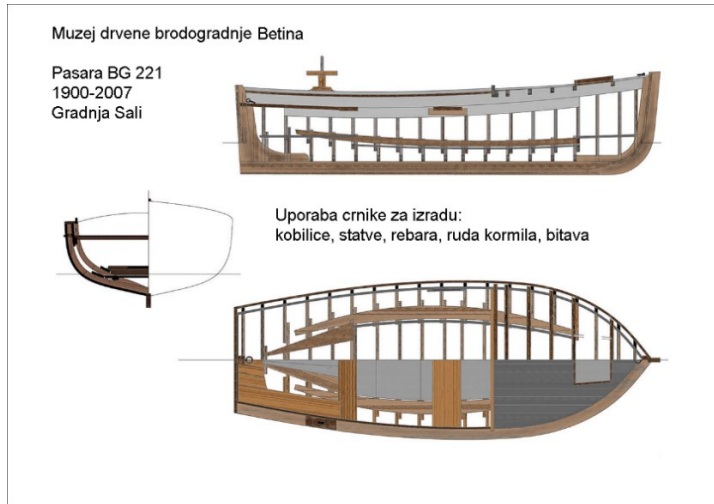 Muzej drvene brodogradnje Betina
Pasara BG 221
1900-2007
Gradnja Sali
Uporaba crnike za izradu:
kobilice, statve, rebara, ruda kormila, bitava